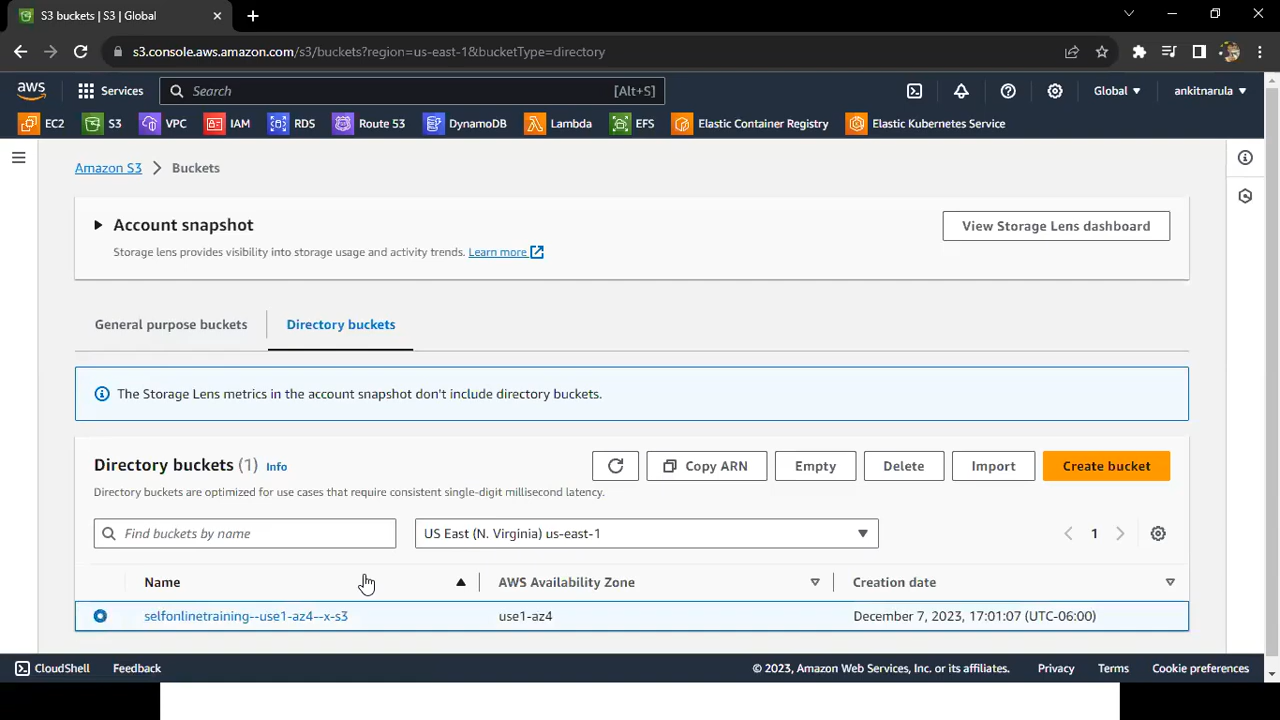 S3 buckets | S3 | Global
s3.console.aws.amazon.com/s3/buckets?region=us-east-1&bucketType=directory
aws Services Search [Alt+S] Global ankitnarula
EC2 S3 VPC IAM RDS Route 53 DynamoDB Lambda EFS Elastic Container Registry Elastic Kubernetes Service
Amazon S3 Buckets
Account snapshot
View Storage Lens dashboard
Storage lens provides visibility into storage usage and activity trends. Learn more
General purpose buckets Directory buckets
The Storage Lens metrics in the account snapshot don't include directory buckets.
Directory buckets (1) Info
Copy ARN Empty Delete Import Create bucket
Directory buckets are optimized for use cases that require consistent single-digit millisecond latency.
Find buckets by name US East (N. Virginia) us-east-1 1
Name AWS Availability Zone Creation date
selfonlinetraining--use1-az4--x-s3 use1-az4 December 7, 2023, 17:01:07 (UTC-06:00)
CloudShell Feedback © 2023, Amazon Web Services, Inc. or its affiliates. Privacy Terms Cookie preferences